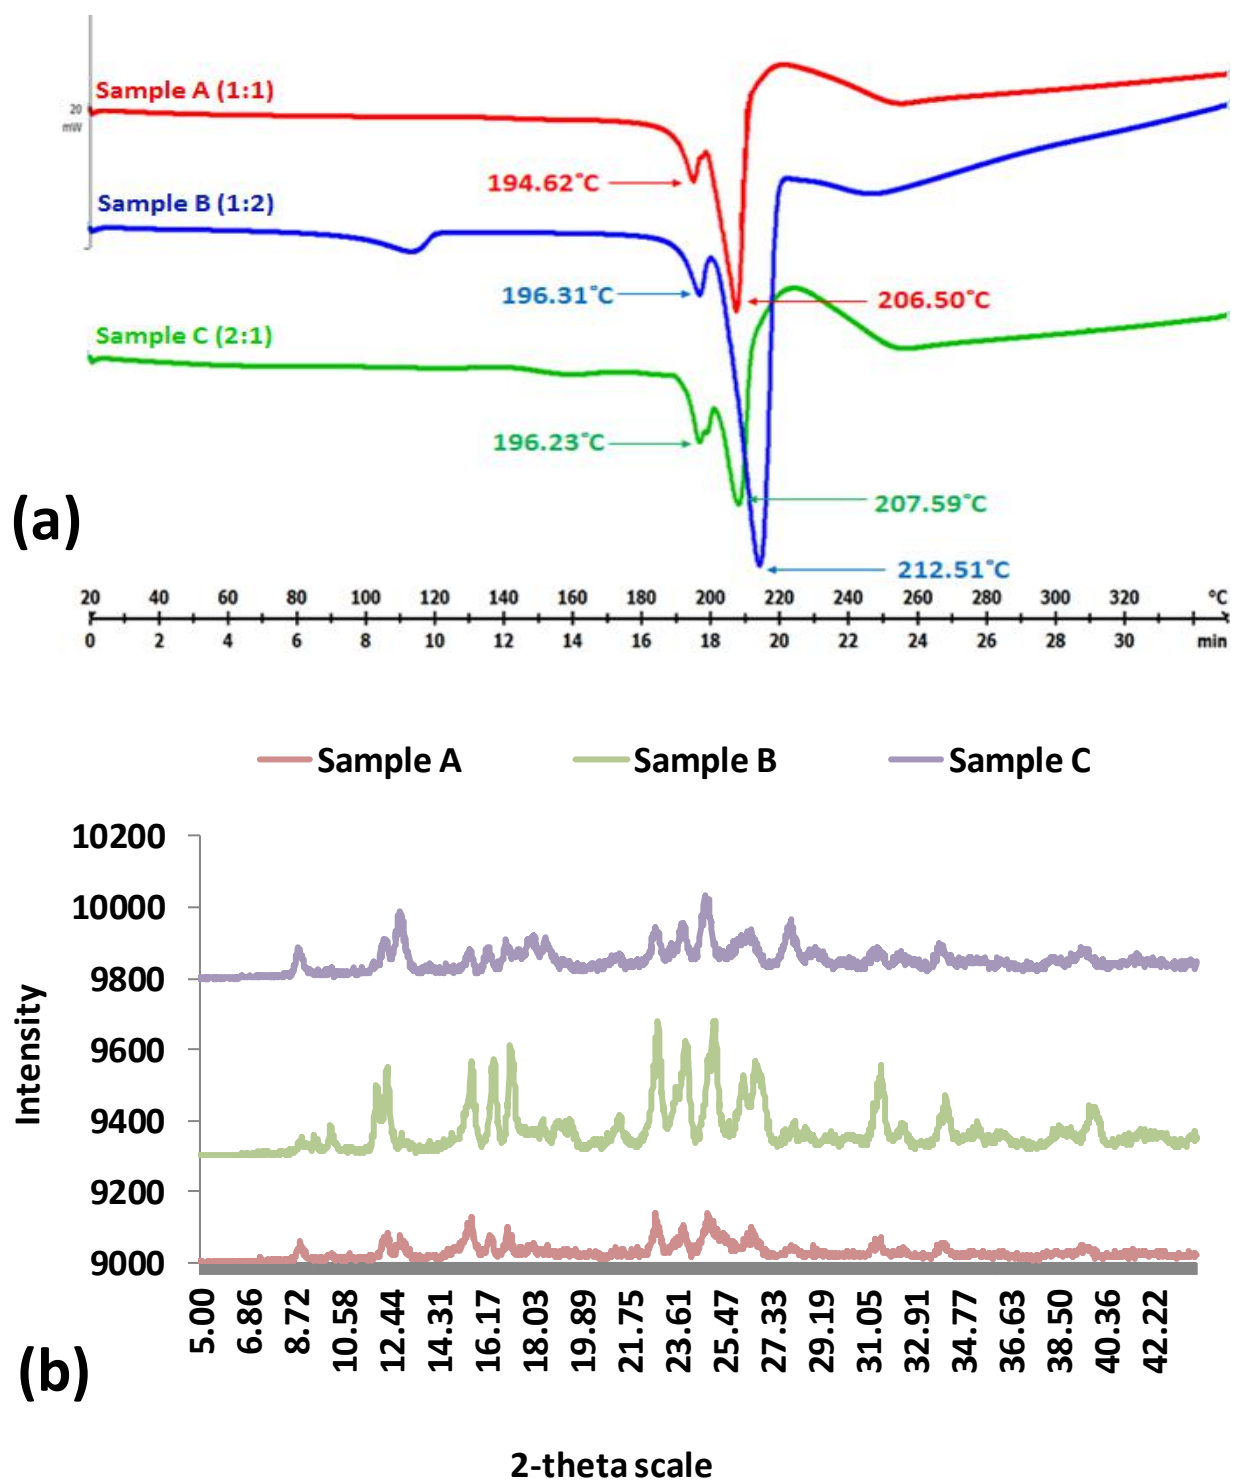 Sample A (1:1)
20
mW
194.62°C
Sample B (1:2)
196.31°C
206.50°C
Sample C (2:1)
196.23°C
207.59°C
(a)
212.51°C
20 40 60 80 100 120 140 160 180 200 220 240 260 280 300 320 °C
0 2 4 6 8 10 12 14 16 18 20 22 24 26 28 30 min
Sample A Sample B Sample C
10200
10000
9800
9600
9400
9200
9000
Intensity
5.00 6.86 8.72 10.58 12.44 14.31 16.17 18.03 19.89 21.75 23.61 25.47 27.33 29.19 31.05 32.91 34.77 36.63 38.50 40.36 42.22
(b)
2-theta scale